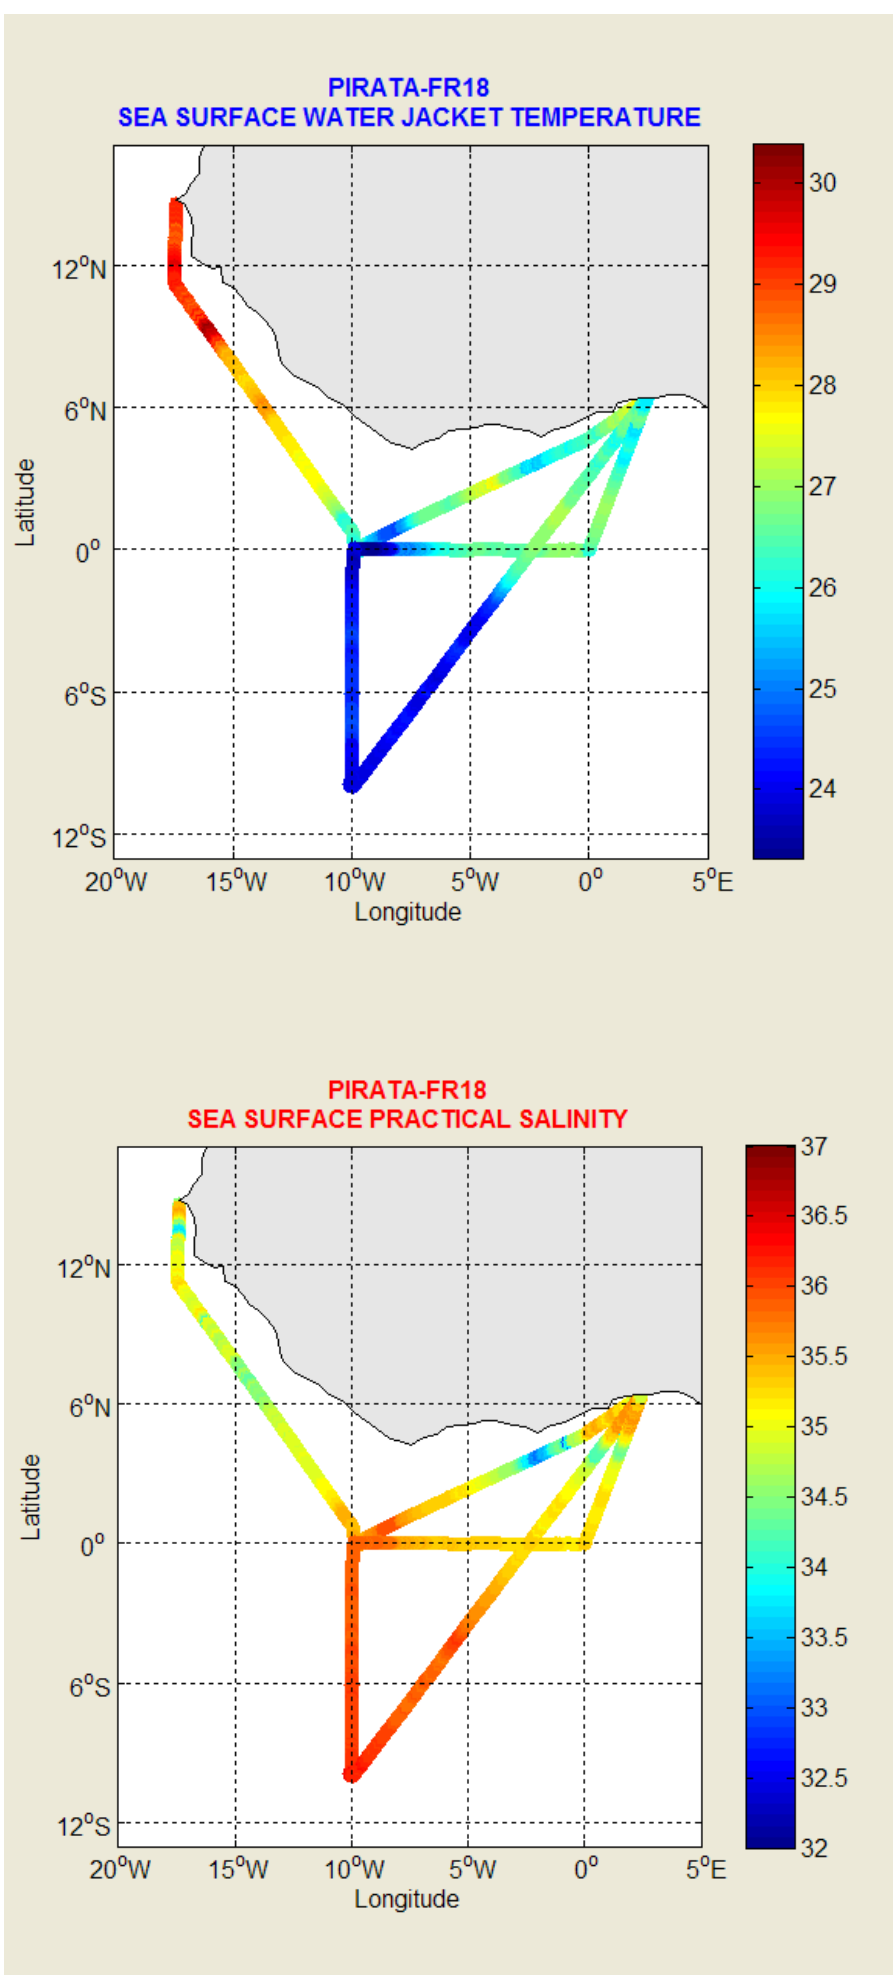 PIRATA-FR18
SEA SURFACE WATER JACKET TEMPERATURE
30
29
28
27
26
25
24
12°N
6°N
0°
6°S
12°S
Latitude
20°W 15°W 10°W 5°W 0° 5°E
Longitude
PIRATA-FR18
SEA SURFACE PRACTICAL SALINITY
37
36.5
36
35.5
35
34.5
34
33.5
33
32.5
32
12°N
6°N
0°
6°S
12°S
Latitude
20°W 15°W 10°W 5°W 0° 5°E
Longitude